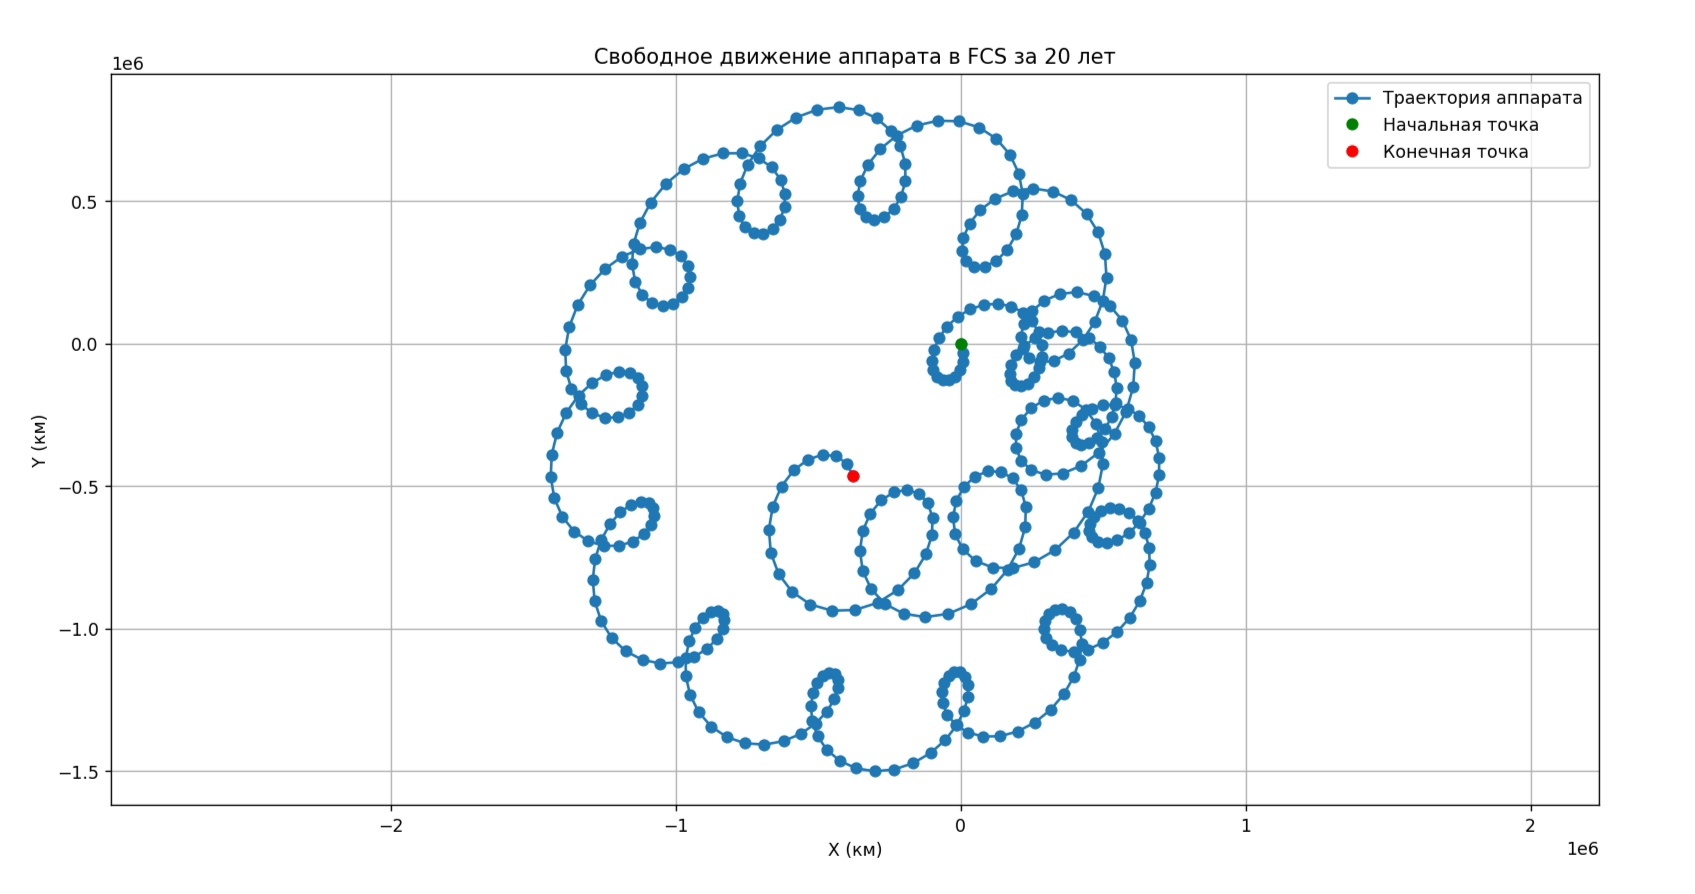 Свободное движение аппарата в FCS за 20 лет
1e6
Траектория аппарата
Начальная точка
Конечная точка
0.5
0.0
−0.5
−1.0
−1.5
Y (км)
−2
−1
0
1
2
X (км)
1e6